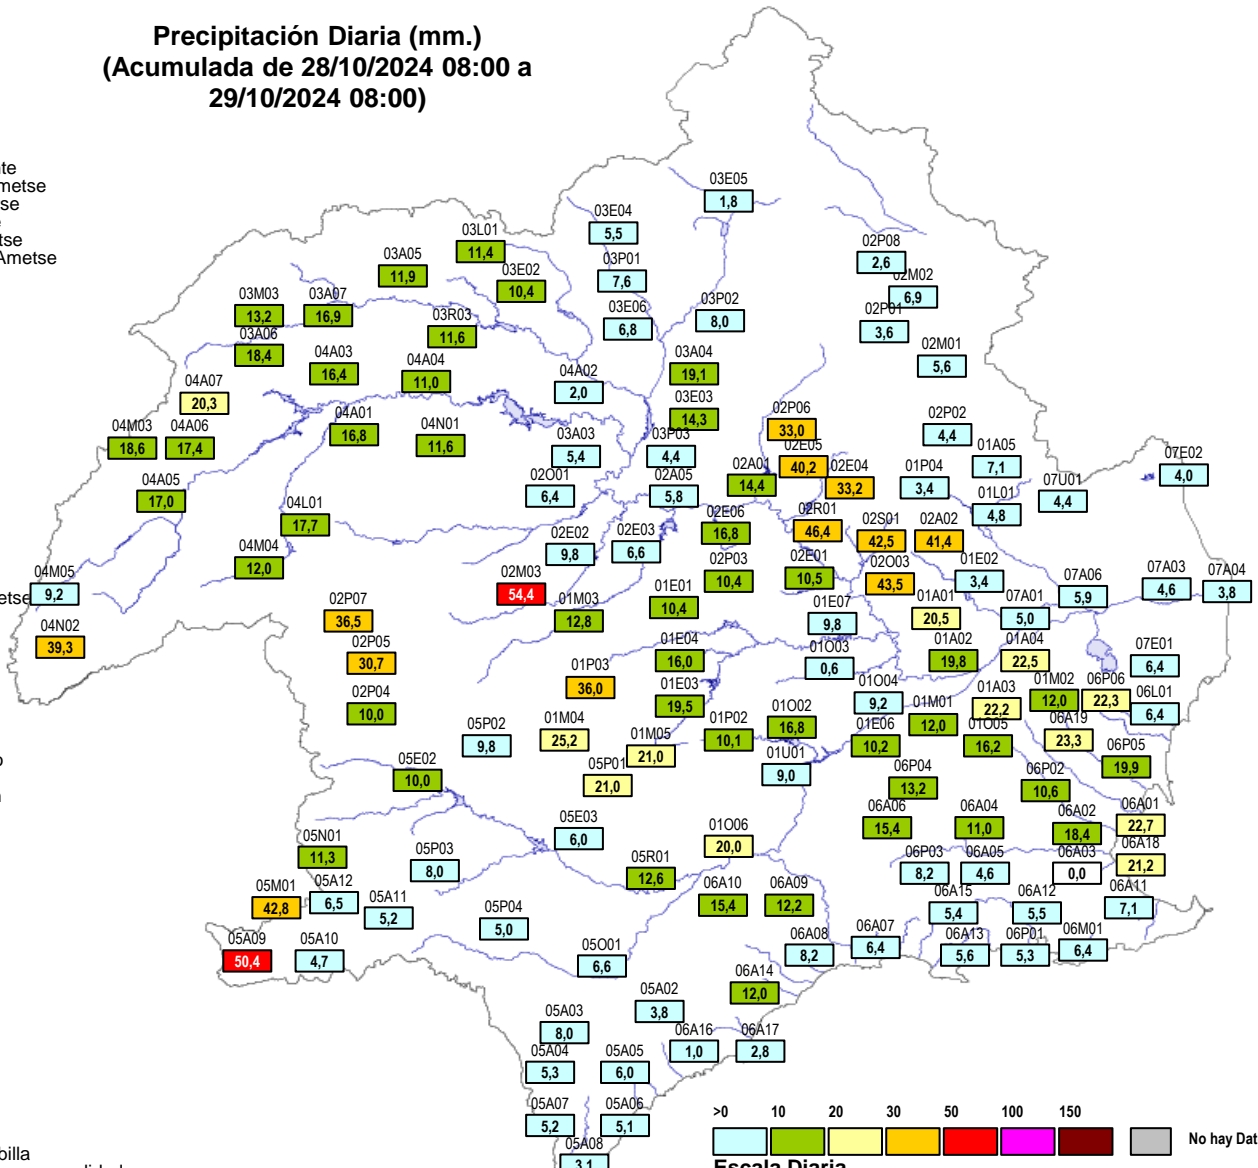 Precipitación Diaria (mm.)
(Acumulada de 28/10/2024 08:00 a
29/10/2024 08:00)
03E05
1,8
03E04
5,5
03L01
11,4
03A05
11,9
03E02
10,4
03P01
7,6
02P08
2,6
02M02
6,9
03M03
13,2
03A07
16,9
03R03
11,6
03E06
6,8
03P02
8,0
02P01
3,6
03A06
18,4
04A03
16,4
04A04
11,0
04A02
2,0
03A04
19,1
02M01
5,6
04A07
20,3
03E03
14,3
04M03
18,6
04A06
17,4
04A01
16,8
04N01
11,6
03A03
5,4
03P03
4,4
02P06
33,0
02P02
4,4
02E05
40,2
01A05
7,1
07E02
4,0
04A05
17,0
02O01
6,4
02A05
5,8
02A01
14,4
02E04
33,2
01P04
3,4
07U01
4,4
04L01
17,7
01L01
4,8
02E06
16,8
02R01
46,4
02S01
42,5
02A02
41,4
04M04
12,0
02E02
9,8
02E03
6,6
04M05
9,2
02M03
54,4
02P03
10,4
02E01
10,5
02O03
43,5
01E02
3,4
07A06
5,9
07A03
4,6
07A04
3,8
02P07
36,5
01M03
12,8
01E01
10,4
01E07
9,8
01A01
20,5
07A01
5,0
04N02
39,3
02P05
30,7
01E04
16,0
01O03
0,6
01A02
19,8
01A04
22,5
07E01
6,4
02P04
10,0
01P03
36,0
01E03
19,5
01O04
9,2
01A03
22,2
01M02
12,0
06P06
22,3
06L01
6,4
05P02
9,8
01M04
25,2
01M05
21,0
01P02
10,1
01O02
16,8
01E06
10,2
01M01
12,0
01O05
16,2
06A19
23,3
05E02
10,0
05P01
21,0
01U01
9,0
06P04
13,2
06P02
10,6
06P05
19,9
05E03
6,0
01O06
20,0
06A06
15,4
06A04
11,0
06A02
18,4
06A01
22,7
05N01
11,3
05P03
8,0
05R01
12,6
06P03
8,2
06A05
4,6
06A03
0,0
06A18
21,2
05M01
42,8
05A12
6,5
05A11
5,2
05P04
5,0
06A10
15,4
06A09
12,2
06A15
5,4
06A12
5,5
06A11
7,1
05A09
50,4
05A10
4,7
05O01
6,6
06A08
8,2
06A07
6,4
06A13
5,6
06P01
5,3
06M01
6,4
06A14
12,0
05A02
3,8
05A03
8,0
06A16
1,0
06A17
2,8
05A04
5,3
05A05
6,0
05A07
5,2
05A06
5,1
05A08
3,1
>0 10 20 30 50 100 150
No hay Dat
Escala Diaria